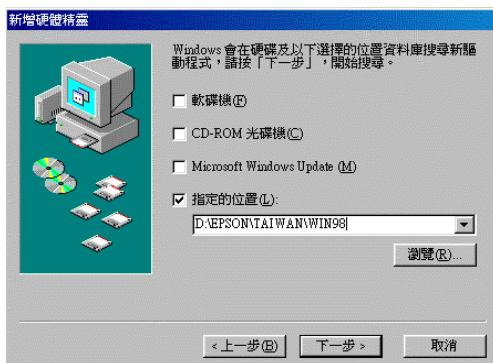 新增硬體精靈
Windows 會在硬碟及以下選擇的位置資料庫搜尋新驅
動程式，請按「下一步」，開始搜尋。
軟碟機(F)
CD-ROM 光碟機(C)
Microsoft Windows Update (M)
指定的位置(L):
D:\EPSON\TAIWAN\WIN98
瀏覽(R)...
<上一步(B)
下一步 >
取消